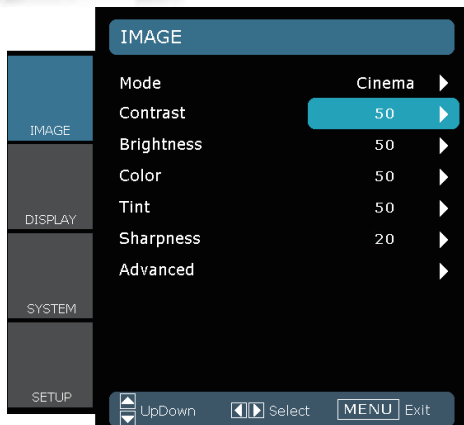 IMAGE
Mode Cinema
Contrast 50
Brightness 50
Color 50
Tint 50
Sharpness 20
Advanced
IMAGE
DISPLAY
SYSTEM
SETUP
UpDown Select MENU Exit